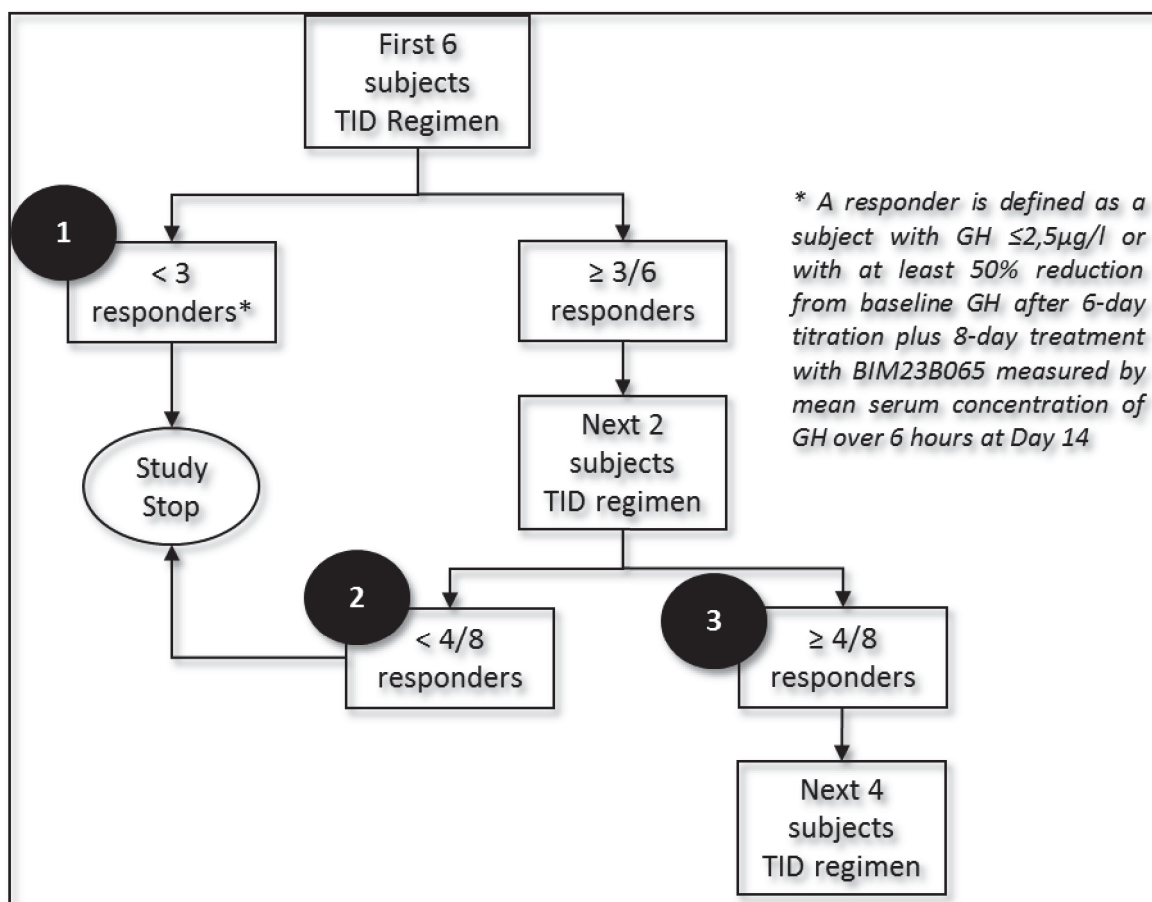 First 6
subjects
TID Regimen
1
< 3
responders*
≥ 3/6
responders
* A responder is defined as a
subject with GH ≤2,5µg/l or
with at least 50% reduction
from baseline GH after 6-day
titration plus 8-day treatment
with BIM23B065 measured by
mean serum concentration of
GH over 6 hours at Day 14
Next 2
subjects
TID regimen
Study
Stop
2
< 4/8
responders
3
≥ 4/8
responders
Next 4
subjects
TID regimen